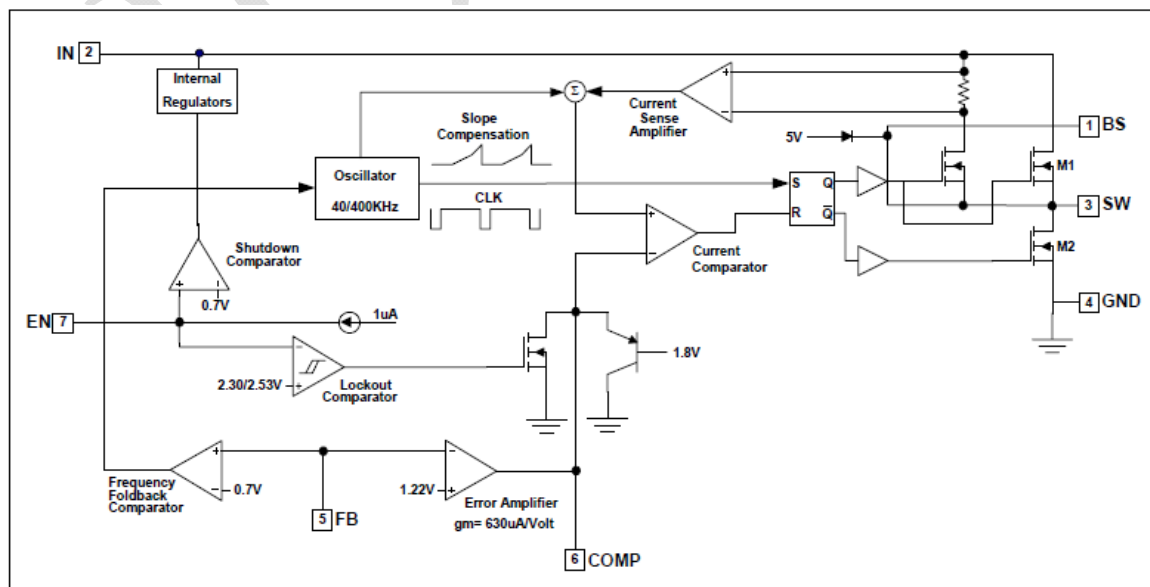 IN 2
Internal
Regulators
Σ
+
−
Current
Sense
Amplifier
Slope
Compensation
5V
1 BS
Oscillator
40/400KHz
CLK
S Q
R Q̅
M1
3 SW
+
−
Current
Comparator
M2
Shutdown
Comparator
+ −
0.7V
4 GND
EN 7
1uA
−
2.30/2.53V +
Lockout
Comparator
1.8V
+
− 0.7V
Frequency
Foldback
Comparator
−
1.22V +
Error Amplifier
gm= 630uA/Volt
5 FB
6 COMP